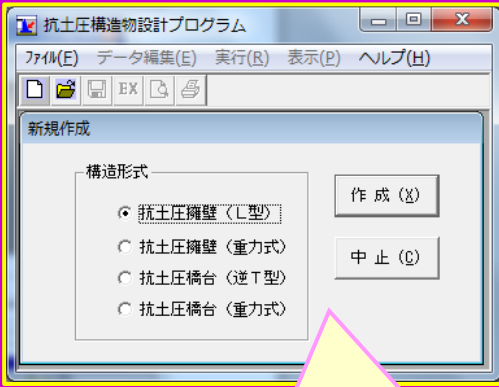 抗土圧構造物設計プログラム
ﾌｧｲﾙ(F) データ編集(E) 実行(R) 表示(P) ヘルプ(H)
EX
新規作成
構造形式
抗土圧擁壁（Ｌ型）
抗土圧擁壁（重力式）
抗土圧橋台（逆Ｔ型）
抗土圧橋台（重力式）
作 成 (X)
中 止 (C)